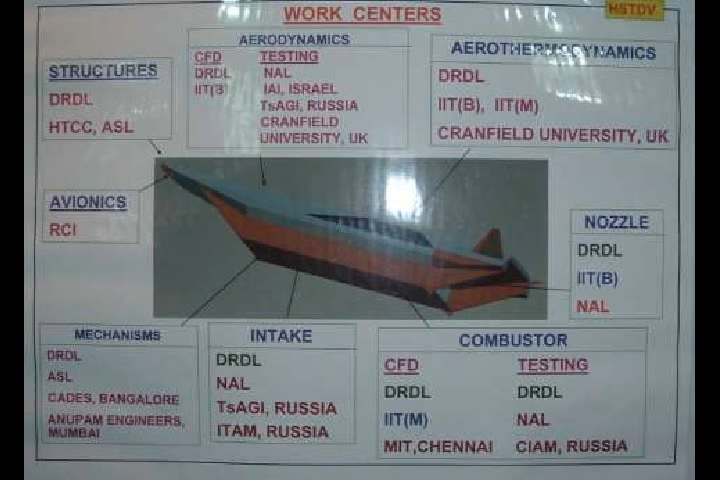 WORK CENTERS
HSTDV
STRUCTURES
DRDL
HTCC, ASL
AERODYNAMICS
CFD TESTING
DRDL NAL
IIT(B) IAI, ISRAEL
TsAGI, RUSSIA
CRANFIELD
UNIVERSITY, UK
AEROTHERMODYNAMICS
DRDL
IIT(B), IIT(M)
CRANFIELD UNIVERSITY, UK
AVIONICS
RCI
NOZZLE
DRDL
IIT(B)
NAL
MECHANISMS
DRDL
ASL
CADES, BANGALORE
ANUPAM ENGINEERS,
MUMBAI
INTAKE
DRDL
NAL
TsAGI, RUSSIA
ITAM, RUSSIA
COMBUSTOR
CFD TESTING
DRDL DRDL
IIT(M) NAL
MIT,CHENNAI CIAM, RUSSIA